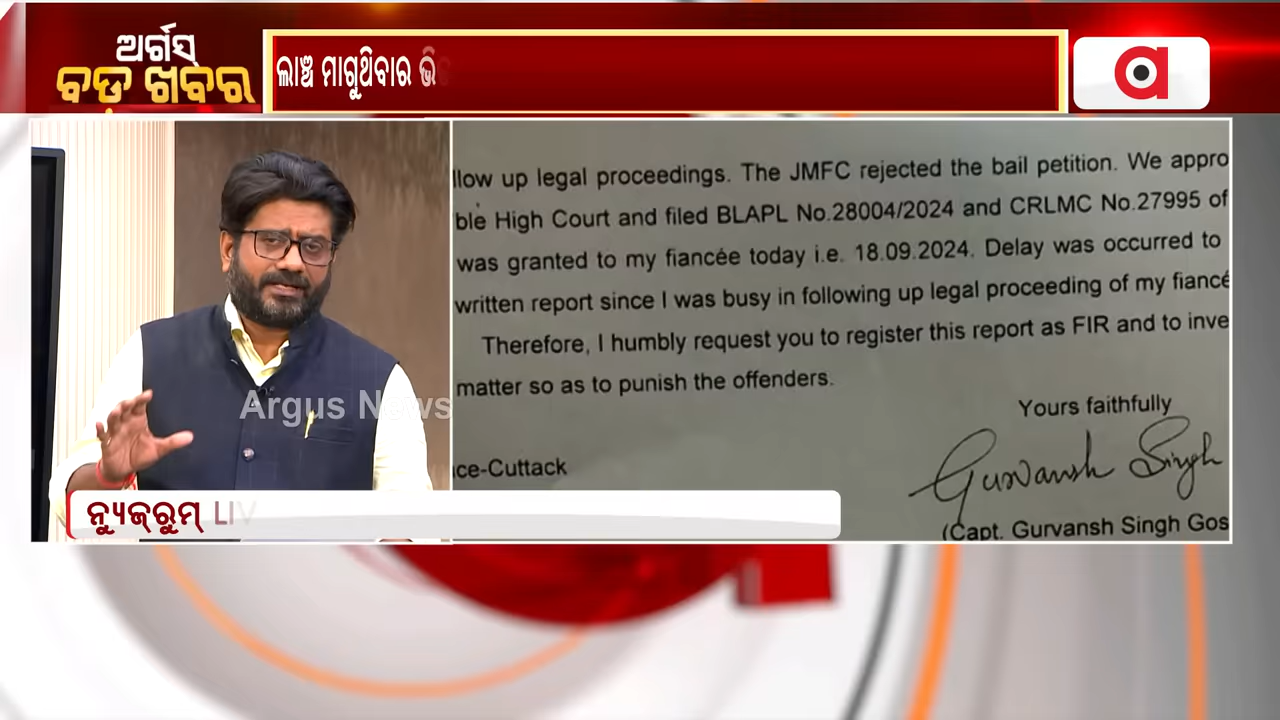 ଅର୍ଗସ୍
ବଡ଼ ଖବର
ଲାଞ୍ଚ ମାଗୁଥିବାର
a
llow up legal proceedings. The JMFC rejected the bail petition. We appro
ble High Court and filed BLAPL No.28004/2024 and CRLMC No.27995 of
was granted to my fiancée today i.e. 18.09.2024. Delay was occurred to
written report since I was busy in following up legal proceeding of my fiancé
Therefore, I humbly request you to register this report as FIR and to inve
matter so as to punish the offenders.
Yours faithfully
Gurvansh Singh
ce-Cuttack
(Capt. Gurvansh Singh Gos
Argus News
ନ୍ୟୁଜ୍‌ରୁମ୍ LIV